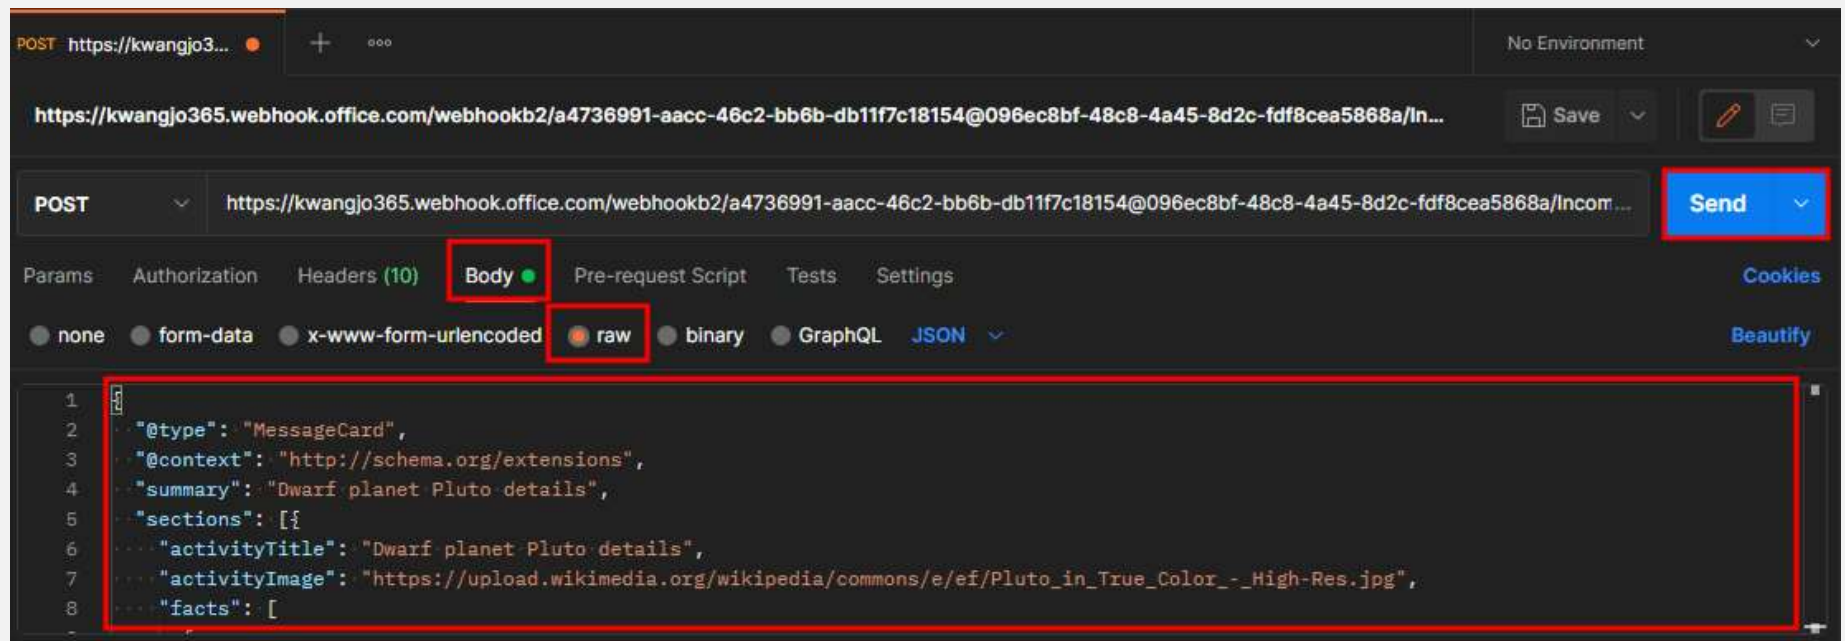 POST https://kwangjo3...
No Environment
https://kwangjo365.webhook.office.com/webhookb2/a4736991-aacc-46c2-bb6b-db11f7c18154@096ec8bf-48c8-4a45-8d2c-fdf8cea5868a/In...
Save
POST https://kwangjo365.webhook.office.com/webhookb2/a4736991-aacc-46c2-bb6b-db11f7c18154@096ec8bf-48c8-4a45-8d2c-fdf8cea5868a/Incom... Send
Params Authorization Headers (10) Body Pre-request Script Tests Settings Cookies
none form-data x-www-form-urlencoded raw binary GraphQL JSON Beautify
1 {
2 "@type": "MessageCard",
3 "@context": "http://schema.org/extensions",
4 "summary": "Dwarf planet Pluto details",
5 "sections": [{
6 "activityTitle": "Dwarf planet Pluto details",
7 "activityImage": "https://upload.wikimedia.org/wikipedia/commons/e/ef/Pluto_in_True_Color_-_High-Res.jpg",
8 "facts": [